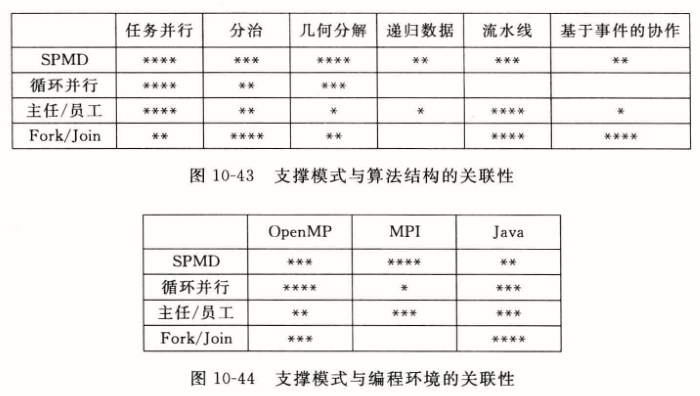 任务并行 分治 几何分解 递归数据 流水线 基于事件的协作
SPMD **** *** **** ** *** **
循环并行 **** ** ***
主任/员工 **** ** * * **** *
Fork/Join ** **** ** **** ****
图 10-43 支撑模式与算法结构的关联性
OpenMP MPI Java
SPMD *** **** **
循环并行 **** * ***
主任/员工 ** *** ***
Fork/Join *** ****
图 10-44 支撑模式与编程环境的关联性